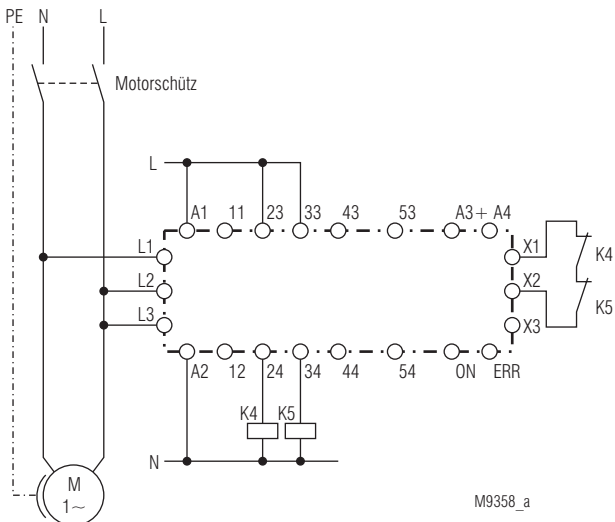 PE N L
Motorschütz
L
A1 11 23 33 43 53 A3+ A4
L1 X1
K4
L2 X2
K5
L3 X3
A2 12 24 34 44 54 ON ERR
K4 K5
N
M
1~
M9358_a